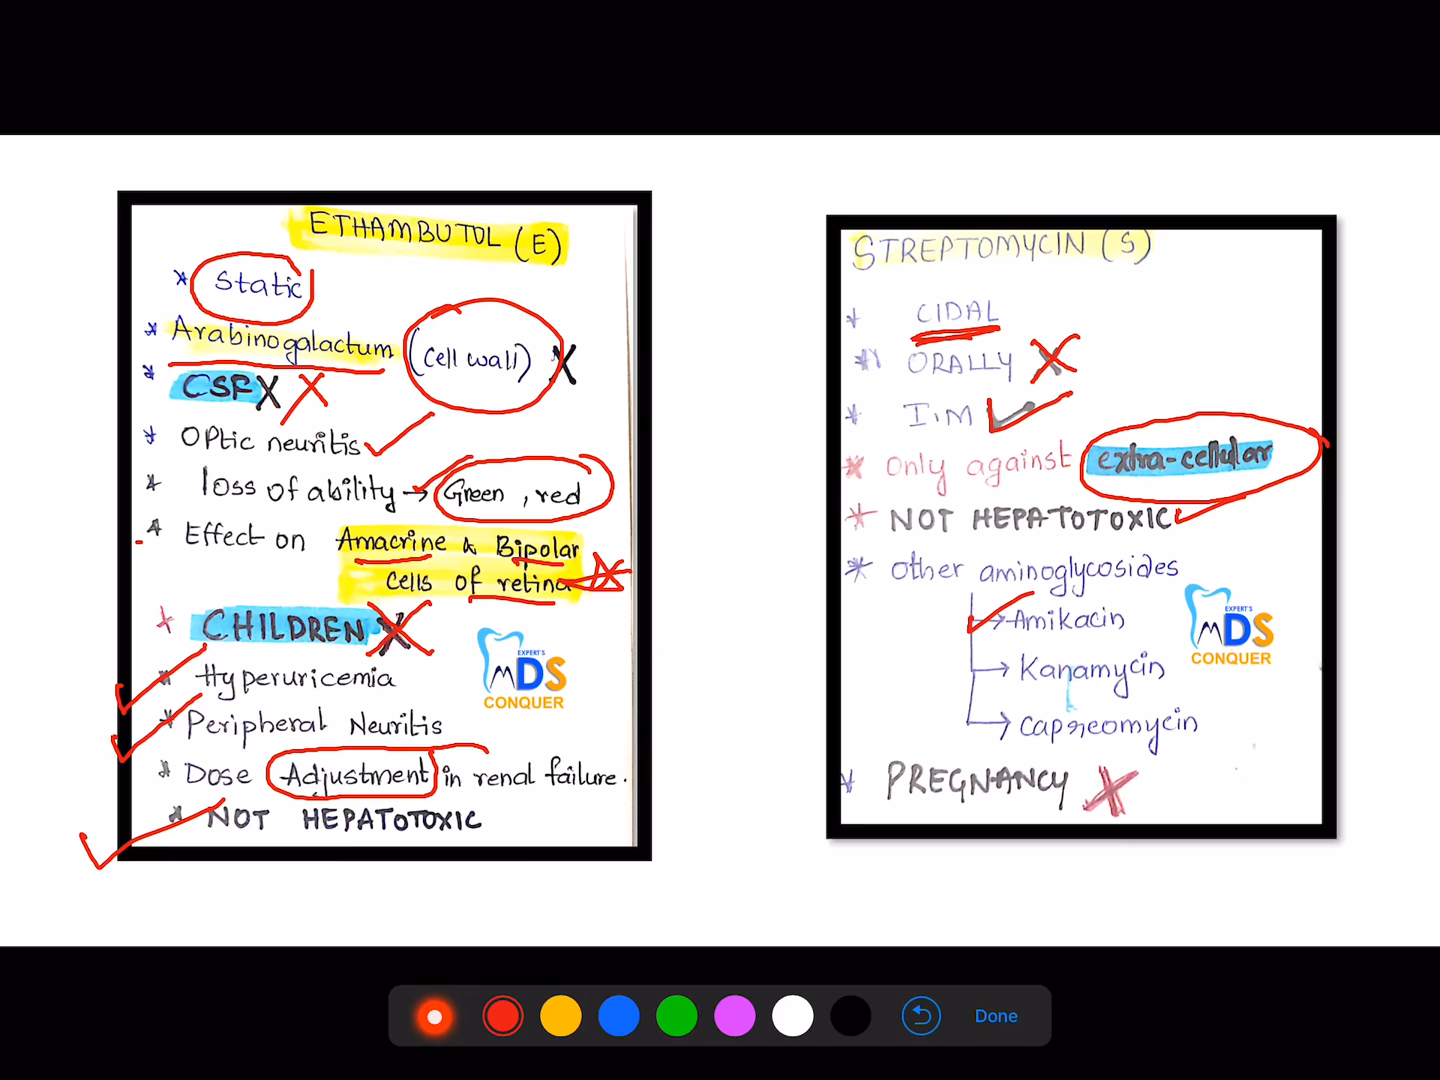 ETHAMBUTOL (E)
* Static
* Arabinogalactum (cell wall) X
* CSF X
* Optic neuritis
* loss of ability → Green, red
* Effect on Amacrine & Bipolar
cells of retina
* CHILDREN X
* Hyperuricemia
* Peripheral Neuritis
* Dose Adjustment in renal failure.
* NOT HEPATOTOXIC
EXPERT'S
MDS
CONQUER
STREPTOMYCIN (S)
* CIDAL
* ORALLY X
* I.M ✓
* Only against extra-cellular
* NOT HEPATOTOXIC
* other aminoglycosides
→ Amikacin
→ Kanamycin
→ Capreomycin
* PREGNANCY X
EXPERT'S
MDS
CONQUER
Done